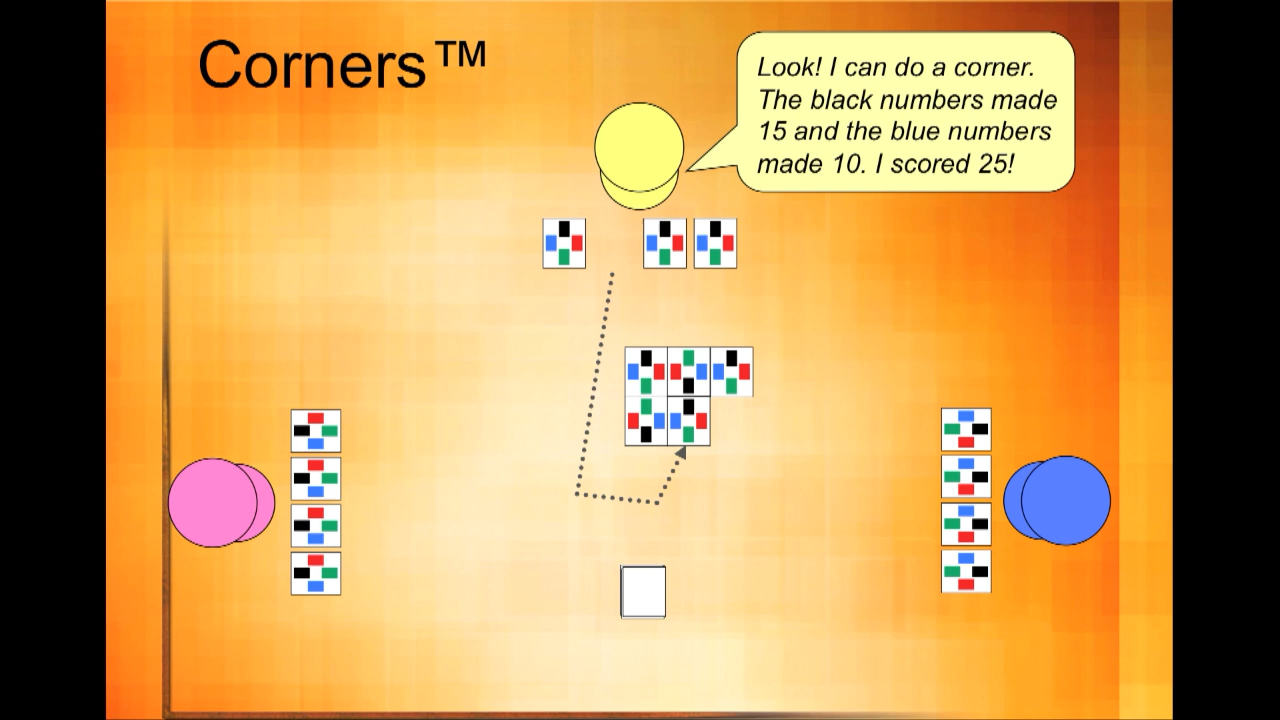 Corners™
Look! I can do a corner.
The black numbers made
15 and the blue numbers
made 10. I scored 25!